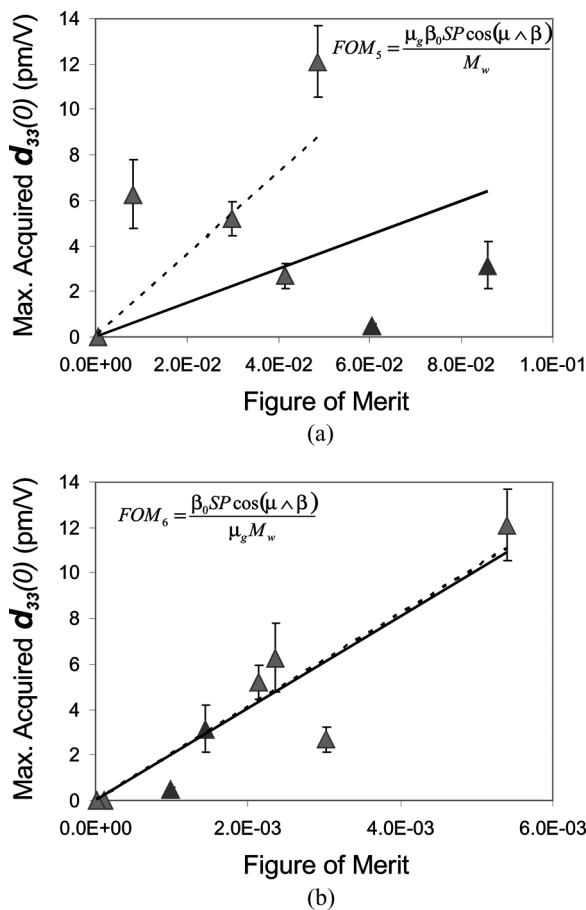 (a)
14
12
10
8
6
4
2
0
Max. Acquired d33(0) (pm/V)
FOM5 = μgβ0SPcos(μ ∧ β) / Mw
0.0E+00 2.0E-02 4.0E-02 6.0E-02 8.0E-02 1.0E-01
Figure of Merit
(a)
14
12
10
8
6
4
2
0
Max. Acquired d33(0) (pm/V)
FOM6 = β0SPcos(μ ∧ β) / μgMw
0.0E+00 2.0E-03 4.0E-03 6.0E-03
Figure of Merit
(b)